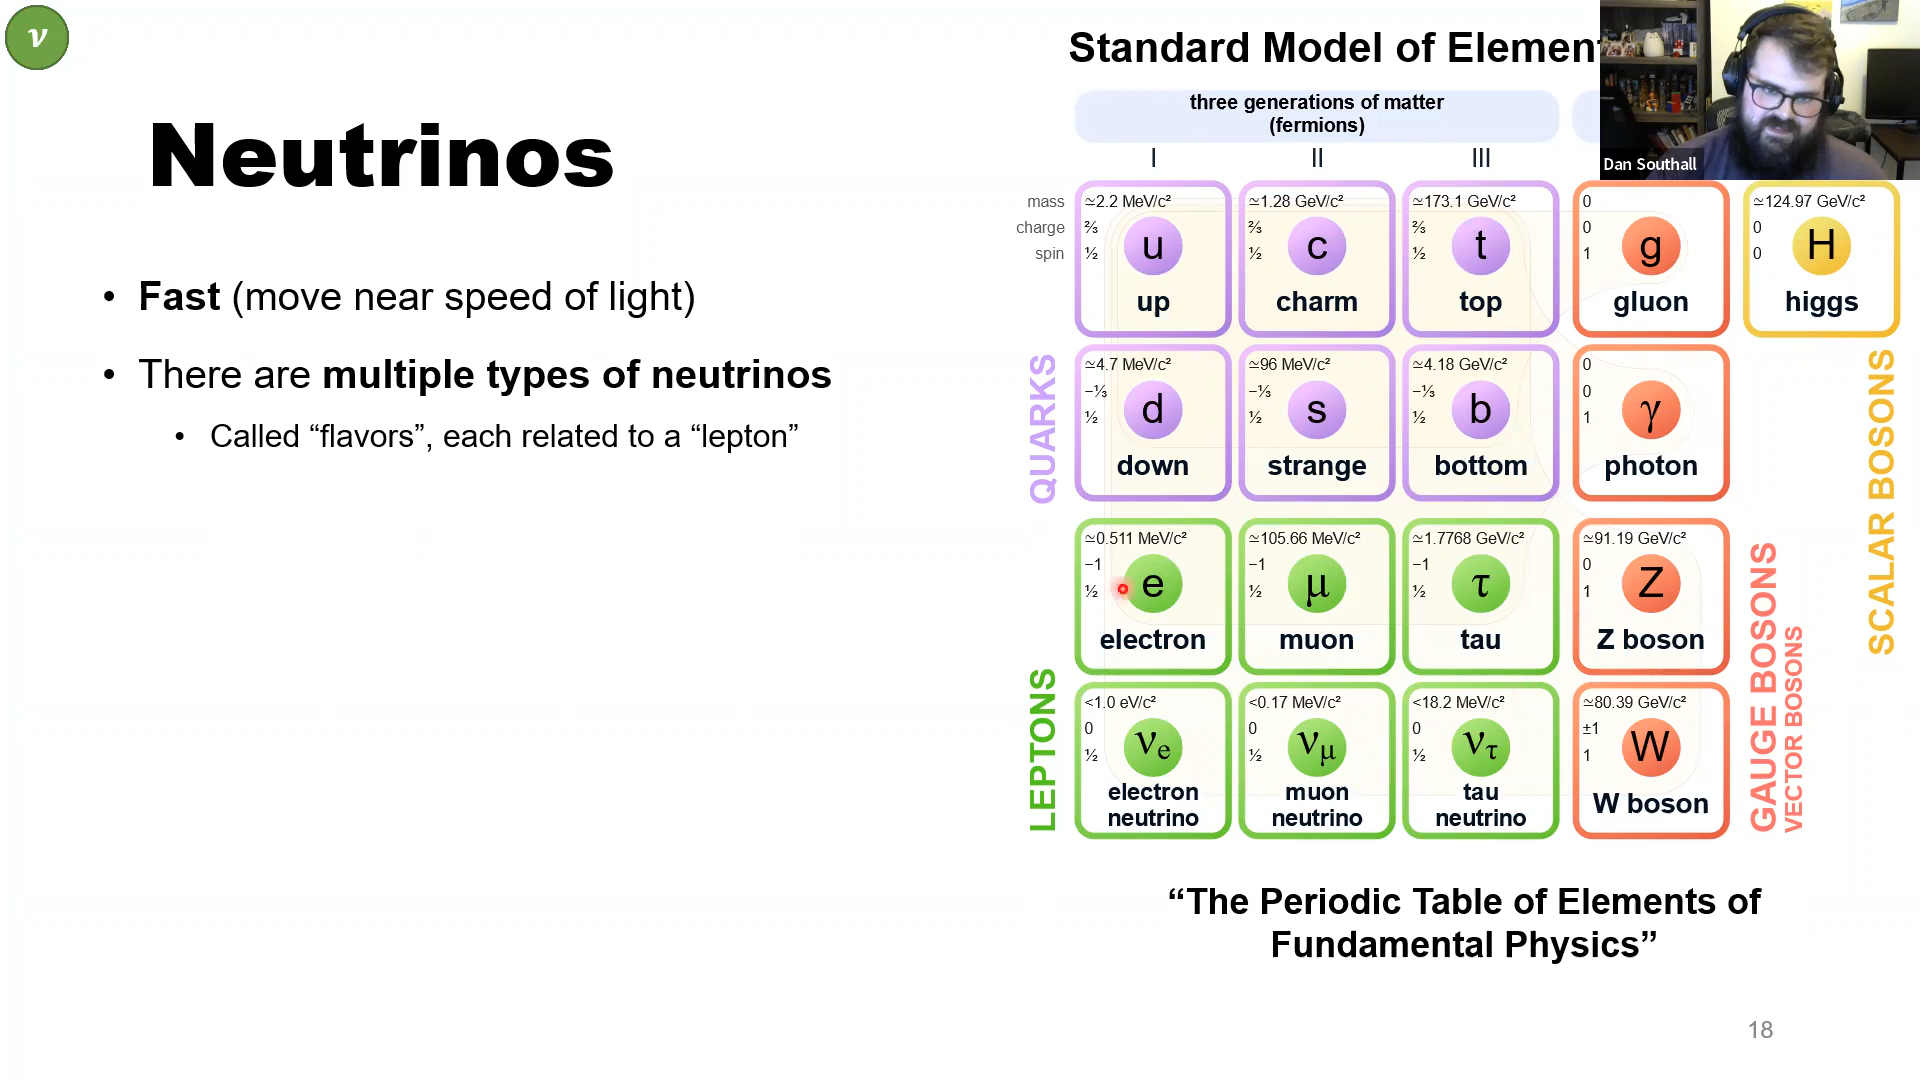 ν
Neutrinos
• Fast (move near speed of light)
• There are multiple types of neutrinos
• Called “flavors”, each related to a “lepton”
Standard Model of Elemen
three generations of matter
(fermions)
I II III
mass
charge
spin
≃2.2 MeV/c²
⅔
½
u
up
≃1.28 GeV/c²
⅔
½
c
charm
≃173.1 GeV/c²
⅔
½
t
top
0
0
1
g
gluon
≃124.97 GeV/c²
0
0
H
higgs
QUARKS
≃4.7 MeV/c²
−⅓
½
d
down
≃96 MeV/c²
−⅓
½
s
strange
≃4.18 GeV/c²
−⅓
½
b
bottom
0
0
1
γ
photon
SCALAR BOSONS
LEPTONS
≃0.511 MeV/c²
−1
½
e
electron
≃105.66 MeV/c²
−1
½
μ
muon
≃1.7768 GeV/c²
−1
½
τ
tau
≃91.19 GeV/c²
0
1
Z
Z boson
<1.0 eV/c²
0
½
νe
electron
neutrino
<0.17 MeV/c²
0
½
νμ
muon
neutrino
<18.2 MeV/c²
0
½
ντ
tau
neutrino
≃80.39 GeV/c²
±1
1
W
W boson
GAUGE BOSONS
VECTOR BOSONS
“The Periodic Table of Elements of
Fundamental Physics”
18
Dan Southall